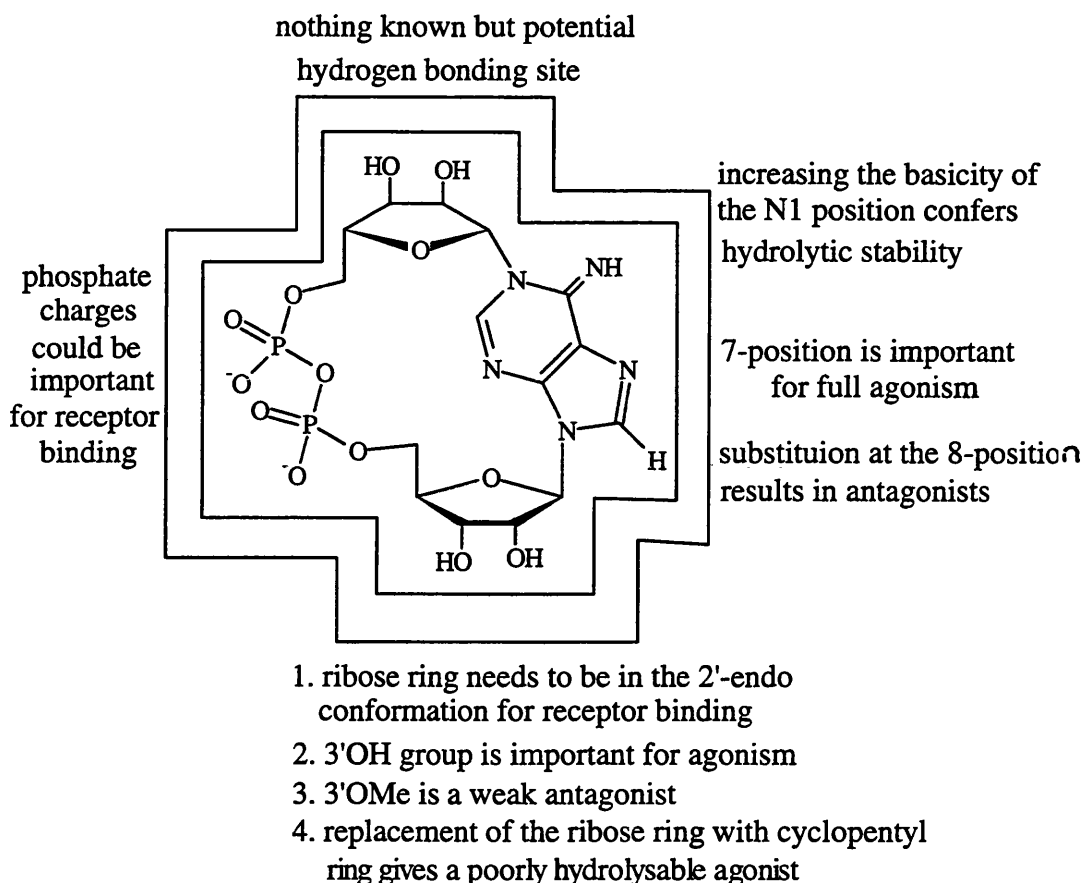 nothing known but potential
hydrogen bonding site
HO OH
increasing the basicity of
the N1 position confers
hydrolytic stability
O
N NH
phosphate
charges
could be
important
for receptor
binding
O
O
P
-O O
N N
7-position is important
for full agonism
O
P
-O O
N
H
substituion at the 8-position
results in antagonists
O
HO OH
1. ribose ring needs to be in the 2'-endo
conformation for receptor binding
2. 3'OH group is important for agonism
3. 3'OMe is a weak antagonist
4. replacement of the ribose ring with cyclopentyl
ring gives a poorly hydrolysable agonist